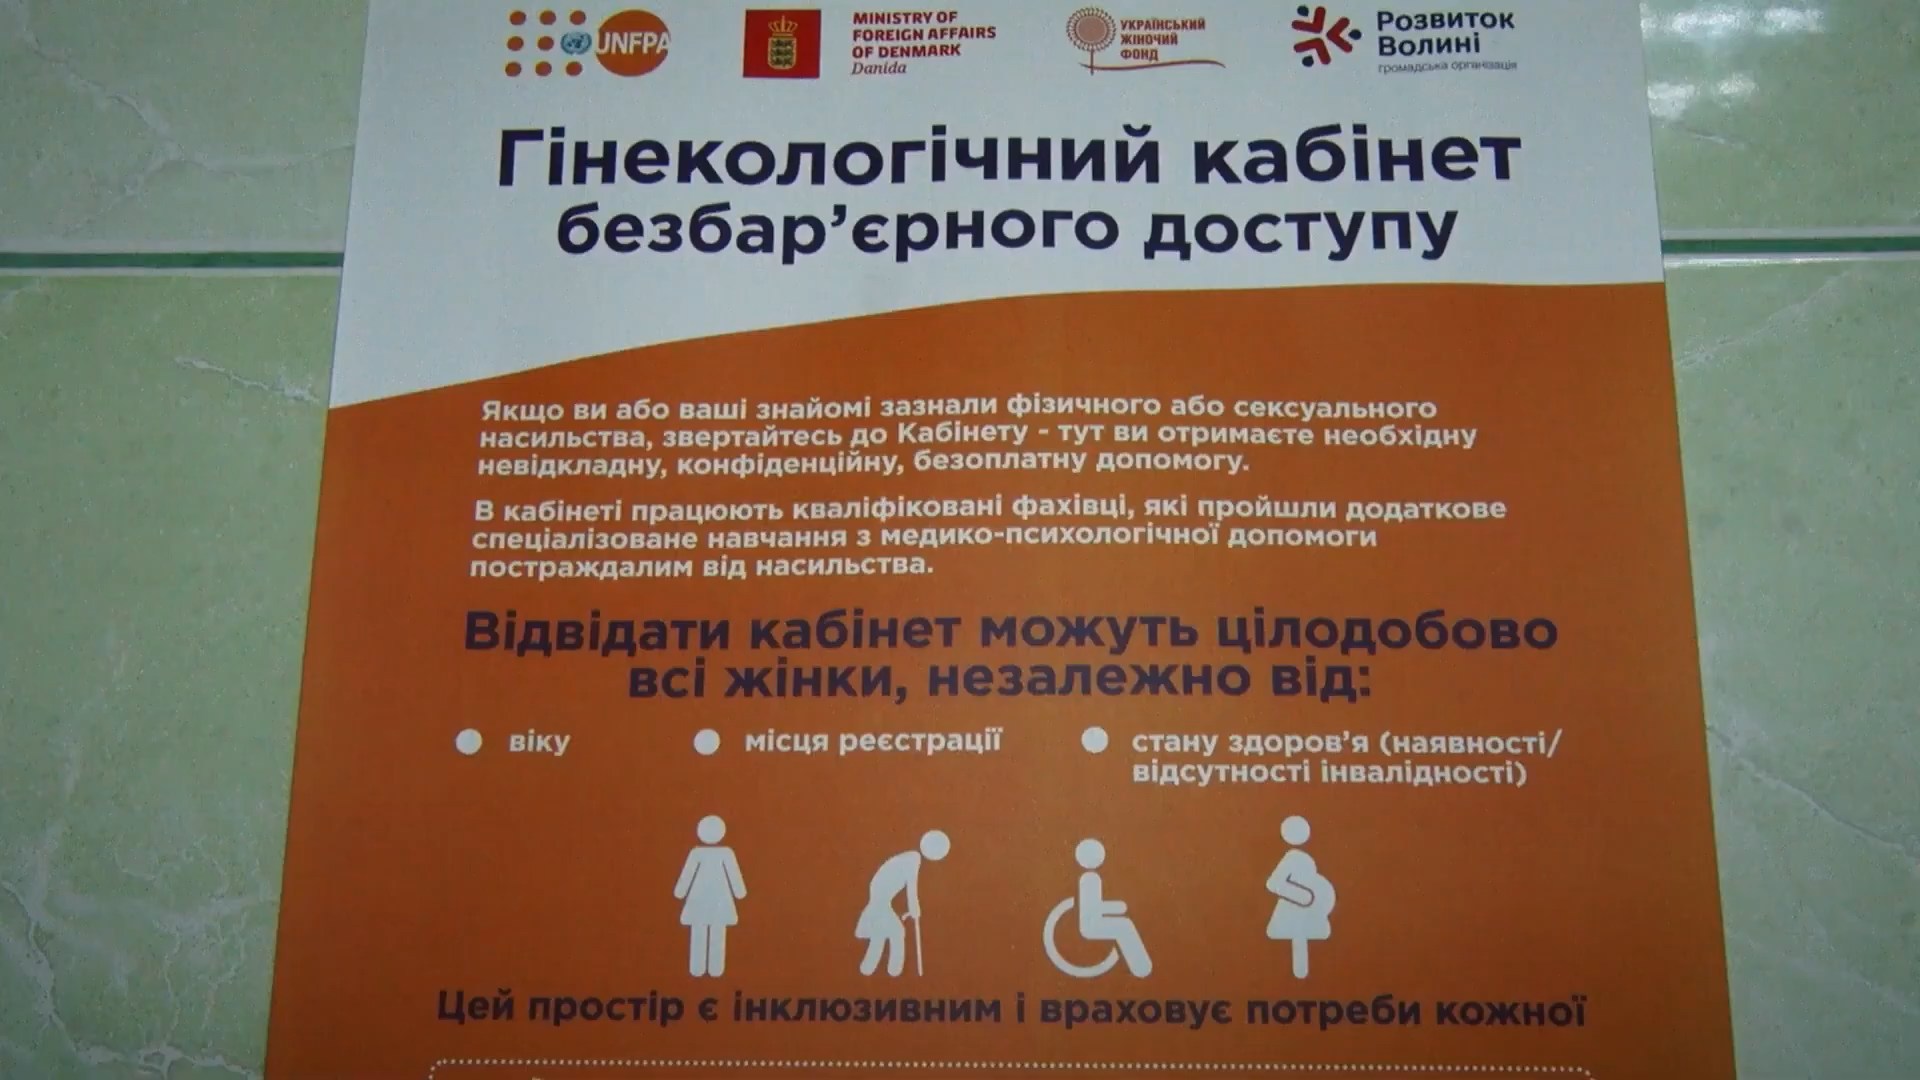 UNFPA
MINISTRY OF
FOREIGN AFFAIRS
OF DENMARK
Danida
УКРАЇНСЬКИЙ
ЖІНОЧИЙ
ФОНД
Розвиток
Волині
громадська організація
Гінекологічний кабінет
безбар’єрного доступу
Якщо ви або ваші знайомі зазнали фізичного або сексуального
насильства, звертайтесь до Кабінету - тут ви отримаєте необхідну
невідкладну, конфіденційну, безоплатну допомогу.
В кабінеті працюють кваліфіковані фахівці, які пройшли додаткове
спеціалізоване навчання з медико-психологічної допомоги
постраждалим від насильства.
Відвідати кабінет можуть цілодобово
всі жінки, незалежно від:
віку
місця реєстрації
стану здоров’я (наявності/
відсутності інвалідності)
Цей простір є інклюзивним і враховує потреби кожної